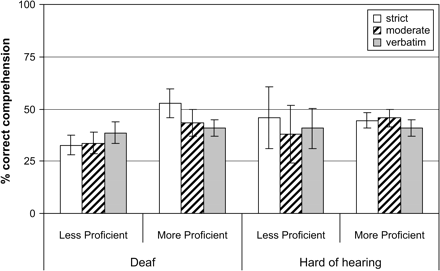 100
75
50
25
0
% correct comprehension
strict
moderate
verbatim
Less Proficient More Proficient Less Proficient More Proficient
Deaf Hard of hearing